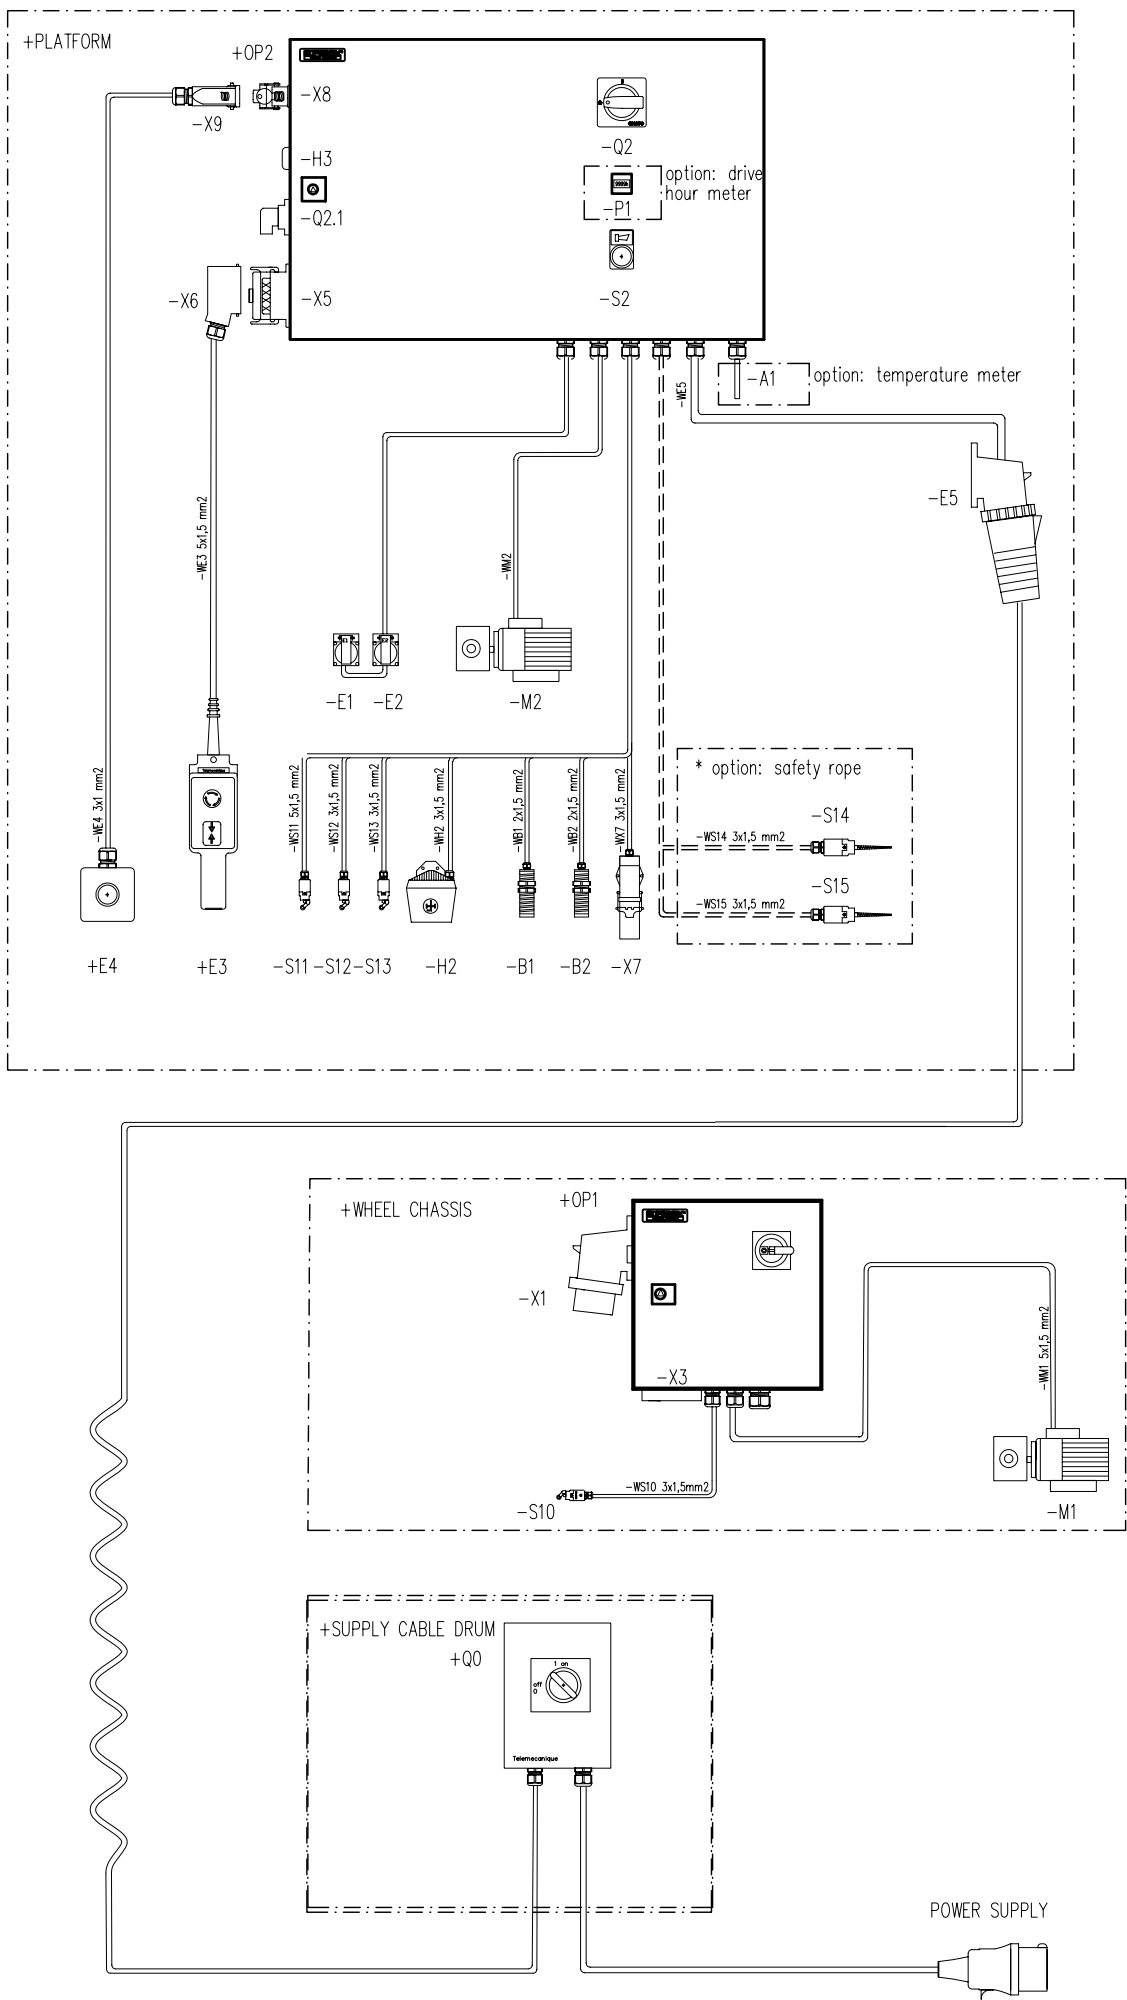 +PLATFORM
+OP2
-X8
-X9
-Q2
-H3
option: drive
hour meter
-P1
-Q2.1
-X6
-X5
-S2
-A1
option: temperature meter
-WE5
-E5
-WE3 5x1,5 mm2
-WM2
E1
E2
-E1
-E2
-M2
* option: safety rope
-WE4 3x1 mm2
Telemecanique
-WS11 5x1,5 mm2
-WS12 3x1,5 mm2
-WS13 3x1,5 mm2
-WH2 3x1,5 mm2
-WB1 2x1,5 mm2
-WB2 2x1,5 mm2
-WX7 3x1,5 mm2
-S14
-WS14 3x1,5 mm2
-S15
-WS15 3x1,5 mm2
+E4
+E3
-S11
-S12
-S13
-H2
-B1
-B2
-X7
+WHEEL CHASSIS
+OP1
-X1
-X3
-WM1 5x1,5 mm2
-WS10 3x1,5mm2
-S10
-M1
+SUPPLY CABLE DRUM
+Q0
1 on
off
0
Telemecanique
POWER SUPPLY